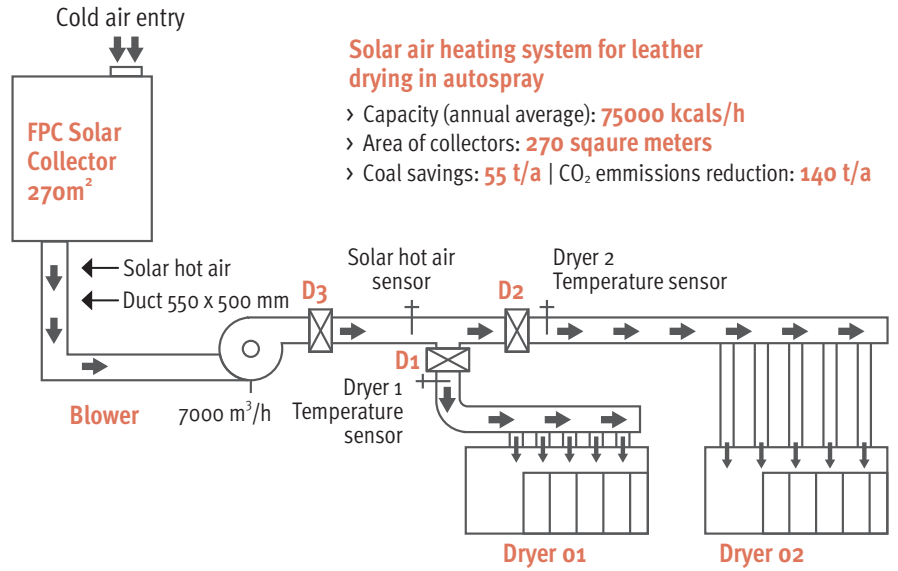 Cold air entry
Solar air heating system for leather
drying in autospray
› Capacity (annual average): 75000 kcals/h
› Area of collectors: 270 sqaure meters
› Coal savings: 55 t/a | CO₂ emmissions reduction: 140 t/a
FPC Solar
Collector
270m²
Solar hot air
Duct 550 x 500 mm
D3
Solar hot air
sensor
D2
Dryer 2
Temperature sensor
D1
Blower
7000 m³/h
Dryer 1
Temperature
sensor
Dryer 01
Dryer 02